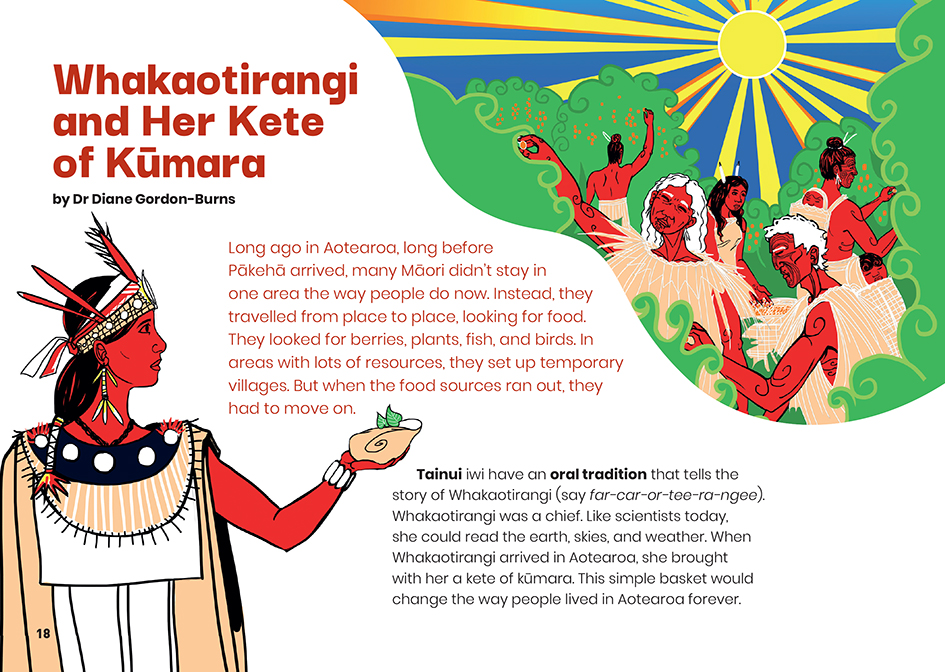 Whakaotirangi
and Her Kete
of Kūmara
by Dr Diane Gordon-Burns
Long ago in Aotearoa, long before
Pākehā arrived, many Māori didn't stay in
one area the way people do now. Instead, they
travelled from place to place, looking for food.
They looked for berries, plants, fish, and birds. In
areas with lots of resources, they set up temporary
villages. But when the food sources ran out, they
had to move on.
Tainui iwi have an oral tradition that tells the
story of Whakaotirangi (say far-car-or-tee-ra-ngee).
Whakaotirangi was a chief. Like scientists today,
she could read the earth, skies, and weather. When
Whakaotirangi arrived in Aotearoa, she brought
with her a kete of kūmara. This simple basket would
change the way people lived in Aotearoa forever.
18